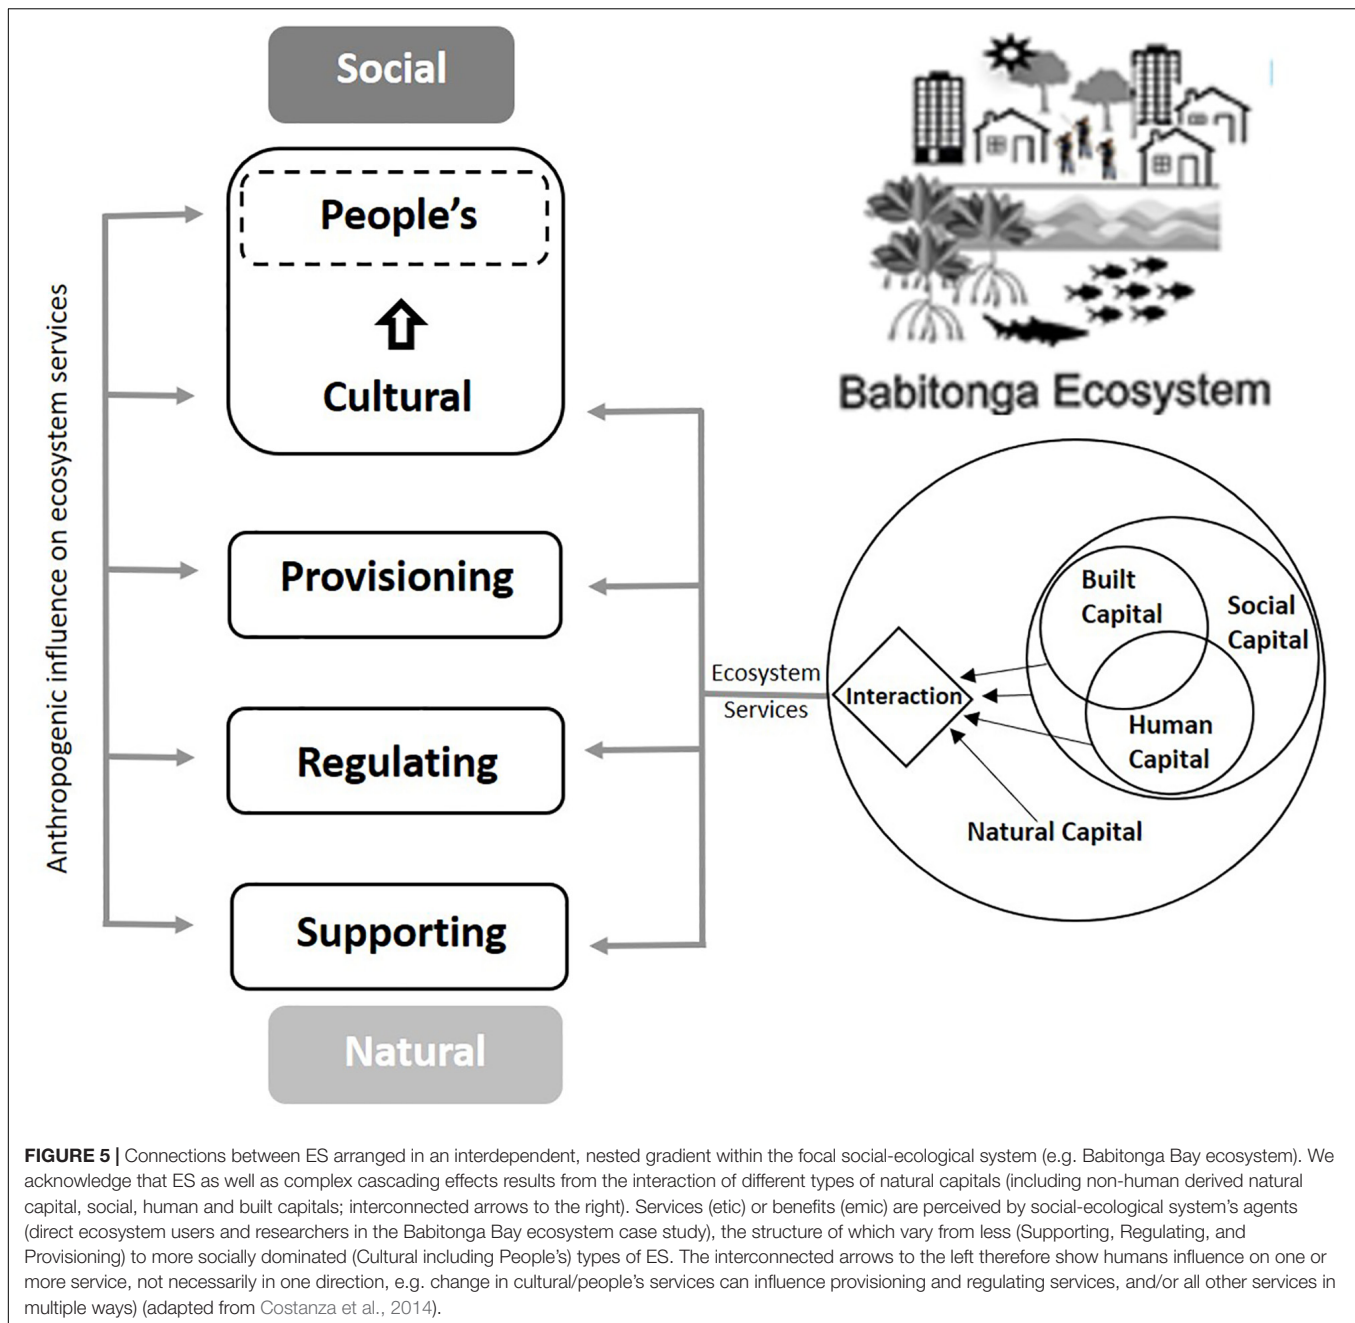 Social
People's
Cultural
Provisioning
Regulating
Supporting
Natural
Anthropogenic influence on ecosystem services
Babitonga Ecosystem
Ecosystem
Services
Interaction
Built
Capital
Social
Capital
Human
Capital
Natural Capital
FIGURE 5 | Connections between ES arranged in an interdependent, nested gradient within the focal social-ecological system (e.g. Babitonga Bay ecosystem). We
acknowledge that ES as well as complex cascading effects results from the interaction of different types of natural capitals (including non-human derived natural
capital, social, human and built capitals; interconnected arrows to the right). Services (etic) or benefits (emic) are perceived by social-ecological system's agents
(direct ecosystem users and researchers in the Babitonga Bay ecosystem case study), the structure of which vary from less (Supporting, Regulating, and
Provisioning) to more socially dominated (Cultural including People's) types of ES. The interconnected arrows to the left therefore show humans influence on one or
more service, not necessarily in one direction, e.g. change in cultural/people's services can influence provisioning and regulating services, and/or all other services in
multiple ways) (adapted from Costanza et al., 2014).